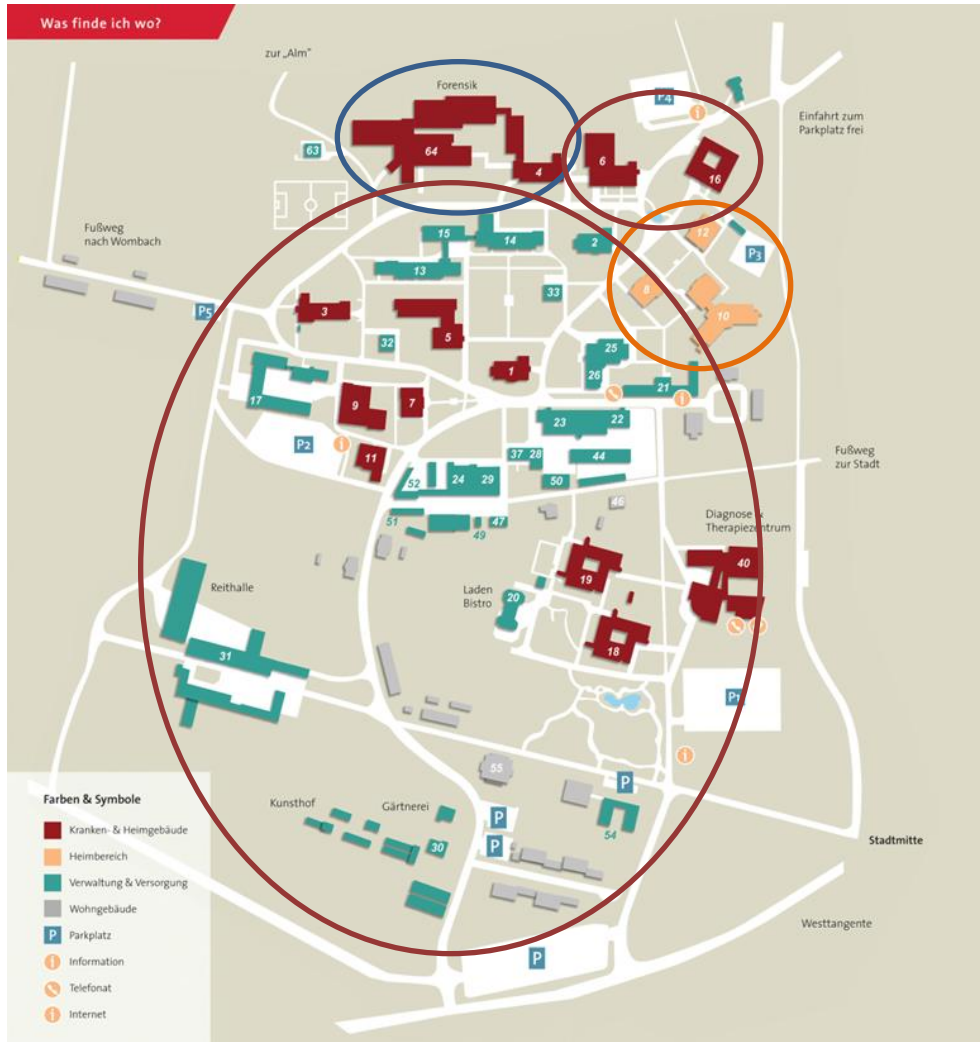 Was finde ich wo?
zur „Alm“
Forensik
P4
Einfahrt zum
Parkplatz frei
63
64
4
6
16
Fußweg
nach Wombach
15
14
2
12
P3
13
8
33
10
P5
3
5
32
1
25
26
21
17
9
7
P2
11
23
22
37
28
44
Fußweg
zur Stadt
52
24
29
50
51
49
47
46
Diagnose &
Therapiezentrum
40
19
Reithalle
Laden
Bistro
20
18
31
P1
55
P
Kunsthof
Gärtnerei
P
P
30
54
Stadtmitte
Westtangente
P
Farben & Symbole
Kranken- & Heimgebäude
Heimbereich
Verwaltung & Versorgung
Wohngebäude
P Parkplatz
Information
Telefonat
Internet